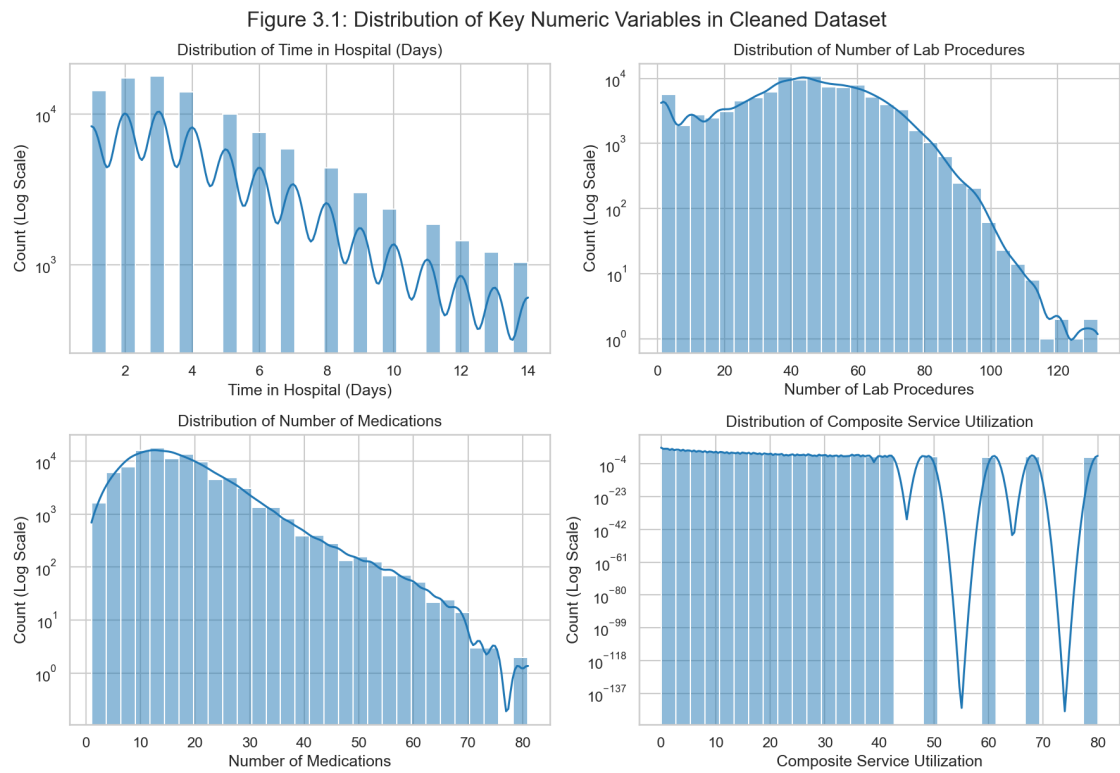 Figure 3.1: Distribution of Key Numeric Variables in Cleaned Dataset
Distribution of Time in Hospital (Days)
Count (Log Scale)
10^4
10^3
2 4 6 8 10 12 14
Time in Hospital (Days)
Distribution of Number of Lab Procedures
Count (Log Scale)
10^4
10^3
10^2
10^1
10^0
0 20 40 60 80 100 120
Number of Lab Procedures
Distribution of Number of Medications
Count (Log Scale)
10^4
10^3
10^2
10^1
10^0
0 10 20 30 40 50 60 70 80
Number of Medications
Distribution of Composite Service Utilization
Count (Log Scale)
10^−4
10^−23
10^−42
10^−61
10^−80
10^−99
10^−118
10^−137
0 10 20 30 40 50 60 70 80
Composite Service Utilization